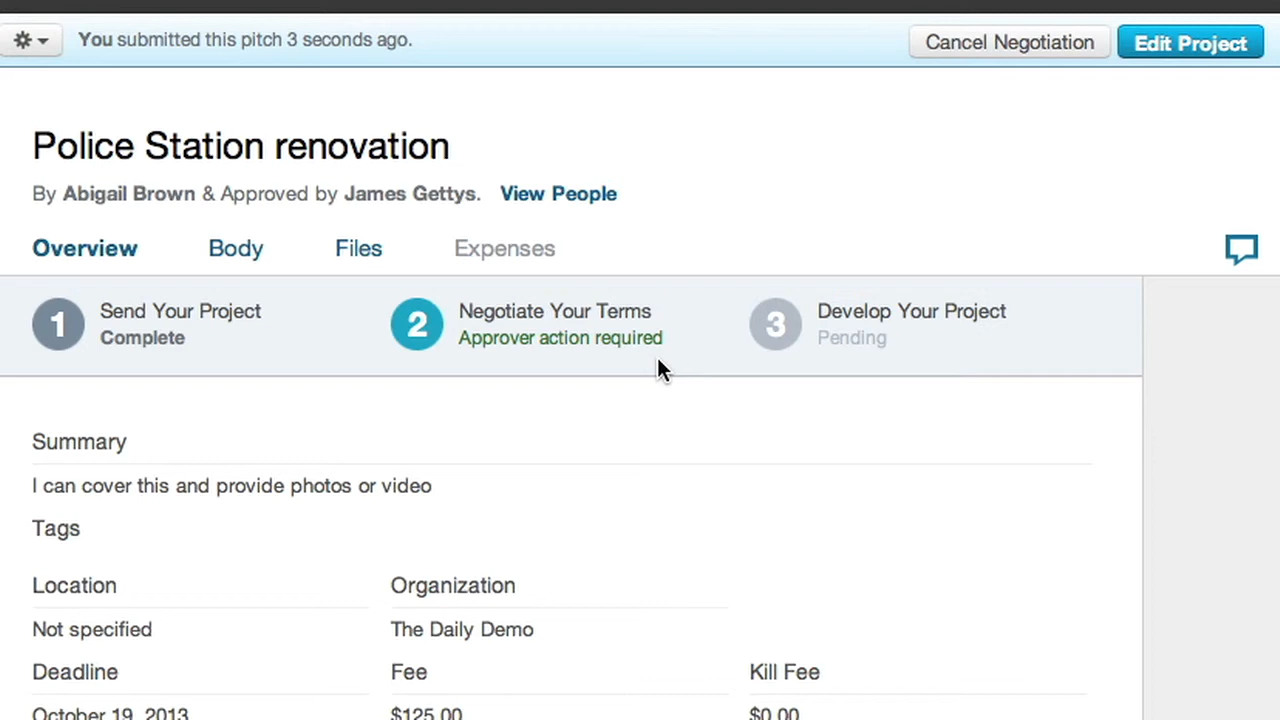 You submitted this pitch 3 seconds ago.
Cancel Negotiation
Edit Project
Police Station renovation
By Abigail Brown & Approved by James Gettys. View People
Overview
Body
Files
Expenses
1
Send Your Project
Complete
2
Negotiate Your Terms
Approver action required
3
Develop Your Project
Pending
Summary
I can cover this and provide photos or video
Tags
Location
Organization
Not specified
The Daily Demo
Deadline
Fee
Kill Fee
October 19, 2013
$125.00
$0.00